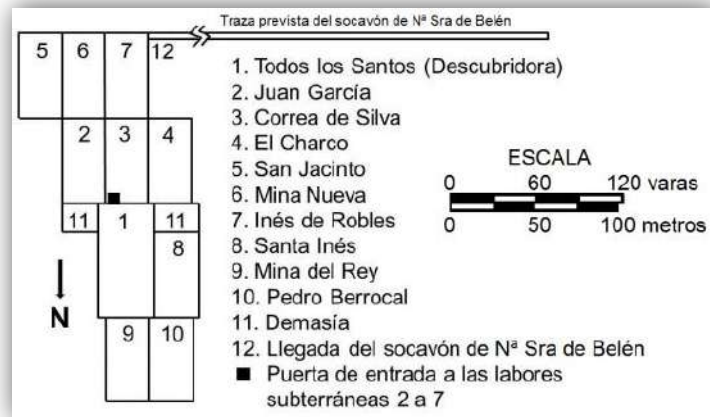 Traza prevista del socavón de Nª Sra de Belén
5 6 7 12
1. Todos los Santos (Descubridora)
2. Juan García
3. Correa de Silva
4. El Charco
5. San Jacinto
6. Mina Nueva
7. Inés de Robles
8. Santa Inés
9. Mina del Rey
10. Pedro Berrocal
11. Demasía
12. Llegada del socavón de Nª Sra de Belén
Puerta de entrada a las labores
subterráneas 2 a 7
2 3 4
11 1 11
8
9 10
N
ESCALA
0 60 120 varas
0 50 100 metros